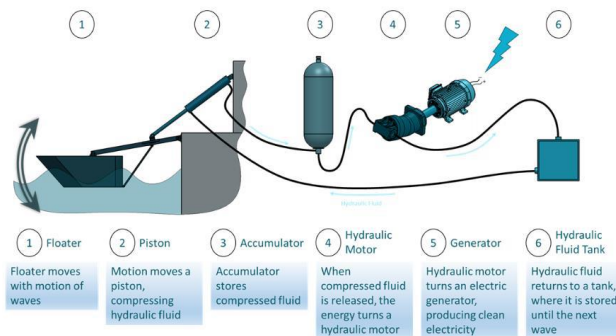 1 2 3 4 5 6
Hydraulic Fluid
1 Floater
Floater moves
with motion of
waves
2 Piston
Motion moves a
piston,
compressing
hydraulic fluid
3 Accumulator
Accumulator
stores
compressed fluid
4 Hydraulic
Motor
When
compressed fluid
is released, the
energy turns a
hydraulic motor
5 Generator
Hydraulic motor
turns an electric
generator,
producing clean
electricity
6 Hydraulic
Fluid Tank
Hydraulic fluid
returns to a tank,
where it is stored
until the next
wave